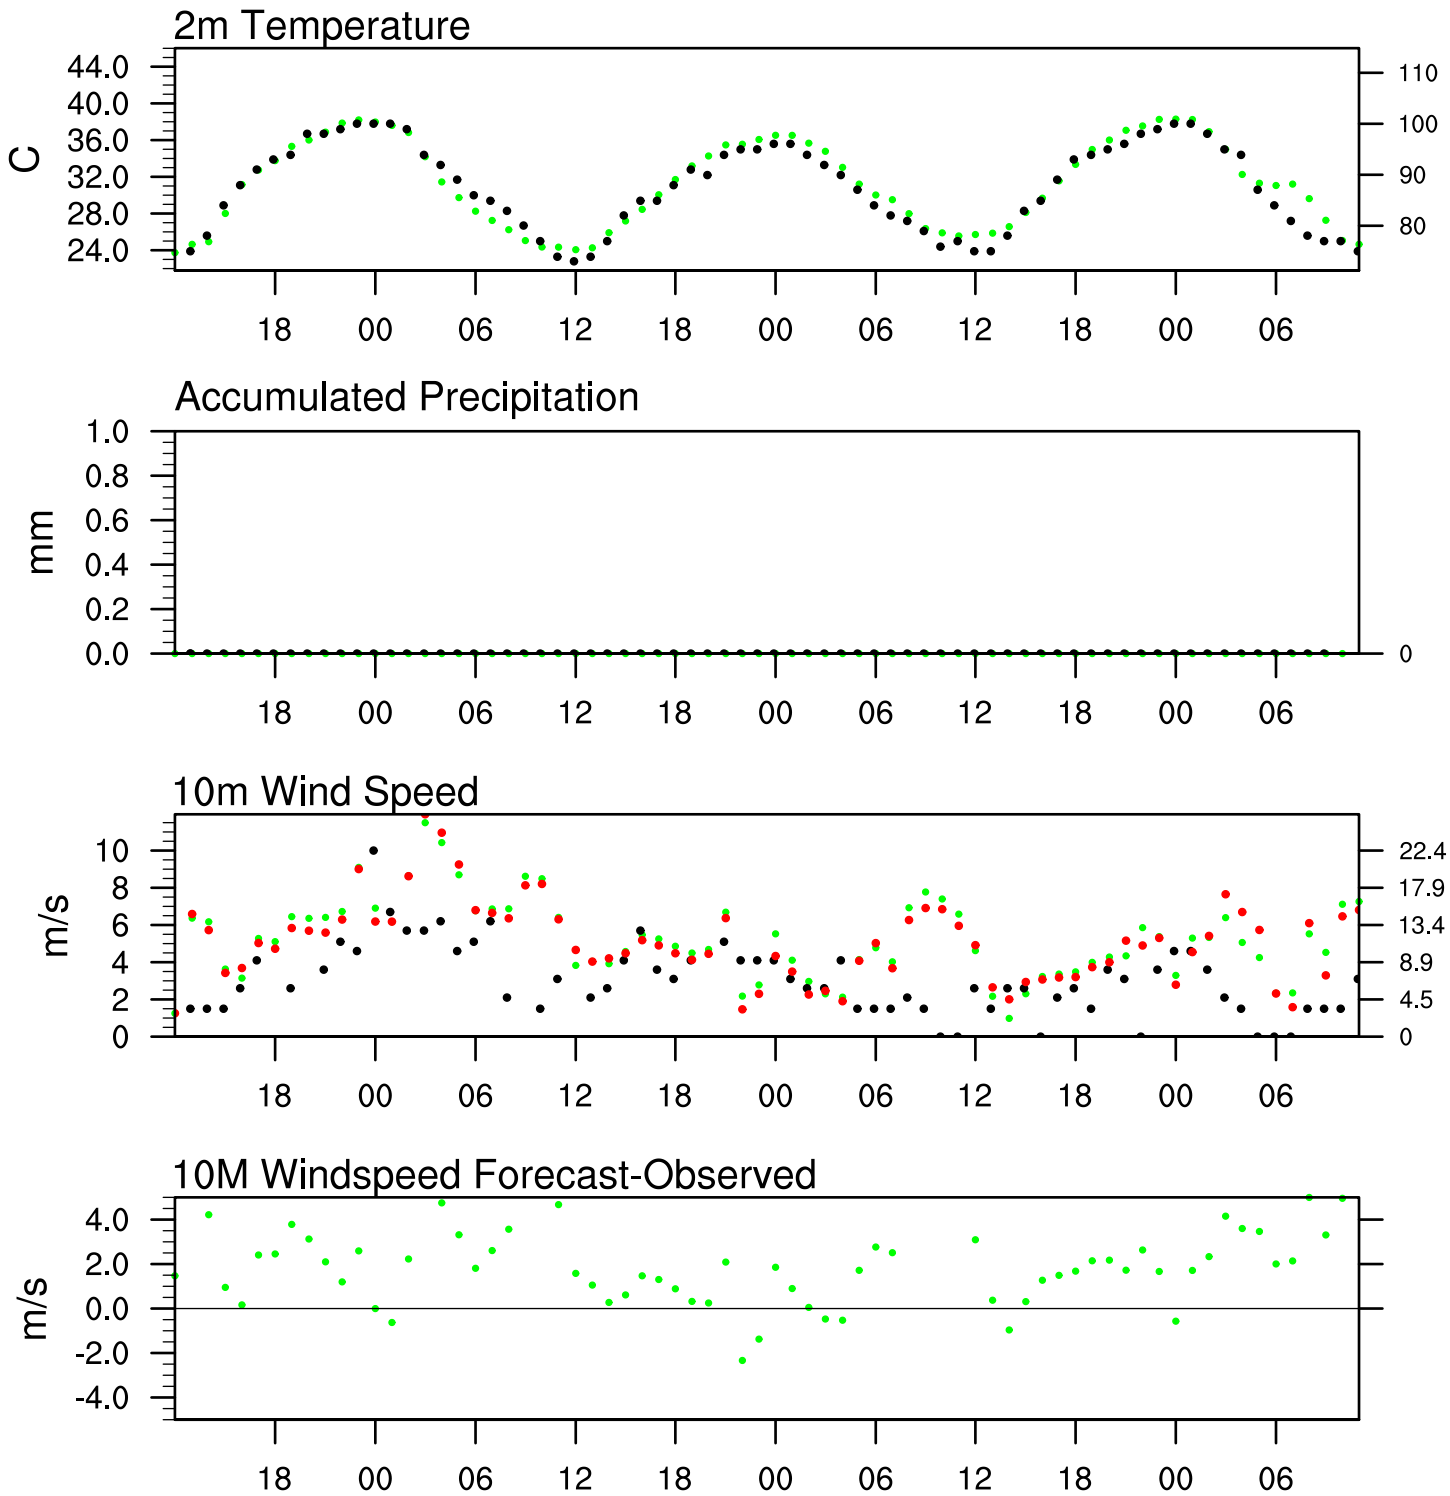 2m Temperature
44.0
40.0
36.0
32.0
28.0
24.0
C
110
100
90
80
18 00 06 12 18 00 06 12 18 00 06
Accumulated Precipitation
1.0
0.8
0.6
0.4
0.2
0.0
mm
0
18 00 06 12 18 00 06 12 18 00 06
10m Wind Speed
10
8
6
4
2
0
m/s
22.4
17.9
13.4
8.9
4.5
0
18 00 06 12 18 00 06 12 18 00 06
10M Windspeed Forecast-Observed
4.0
2.0
0.0
-2.0
-4.0
m/s
18 00 06 12 18 00 06 12 18 00 06